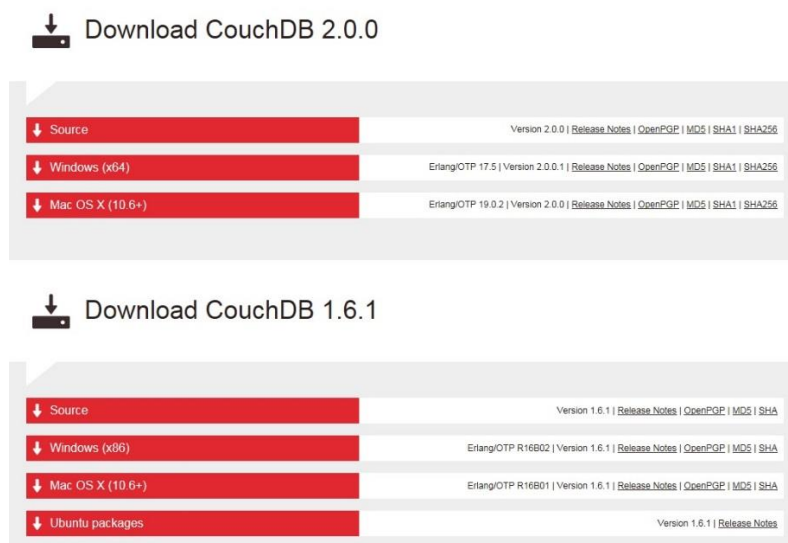 Download CouchDB 2.0.0
Source Version 2.0.0 | Release Notes | OpenPGP | MD5 | SHA1 | SHA256
Windows (x64) Erlang/OTP 17.5 | Version 2.0.0.1 | Release Notes | OpenPGP | MD5 | SHA1 | SHA256
Mac OS X (10.6+) Erlang/OTP 19.0.2 | Version 2.0.0 | Release Notes | OpenPGP | MD5 | SHA1 | SHA256
Download CouchDB 1.6.1
Source Version 1.6.1 | Release Notes | OpenPGP | MD5 | SHA
Windows (x86) Erlang/OTP R16B02 | Version 1.6.1 | Release Notes | OpenPGP | MD5 | SHA
Mac OS X (10.6+) Erlang/OTP R16B01 | Version 1.6.1 | Release Notes | OpenPGP | MD5 | SHA
Ubuntu packages Version 1.6.1 | Release Notes